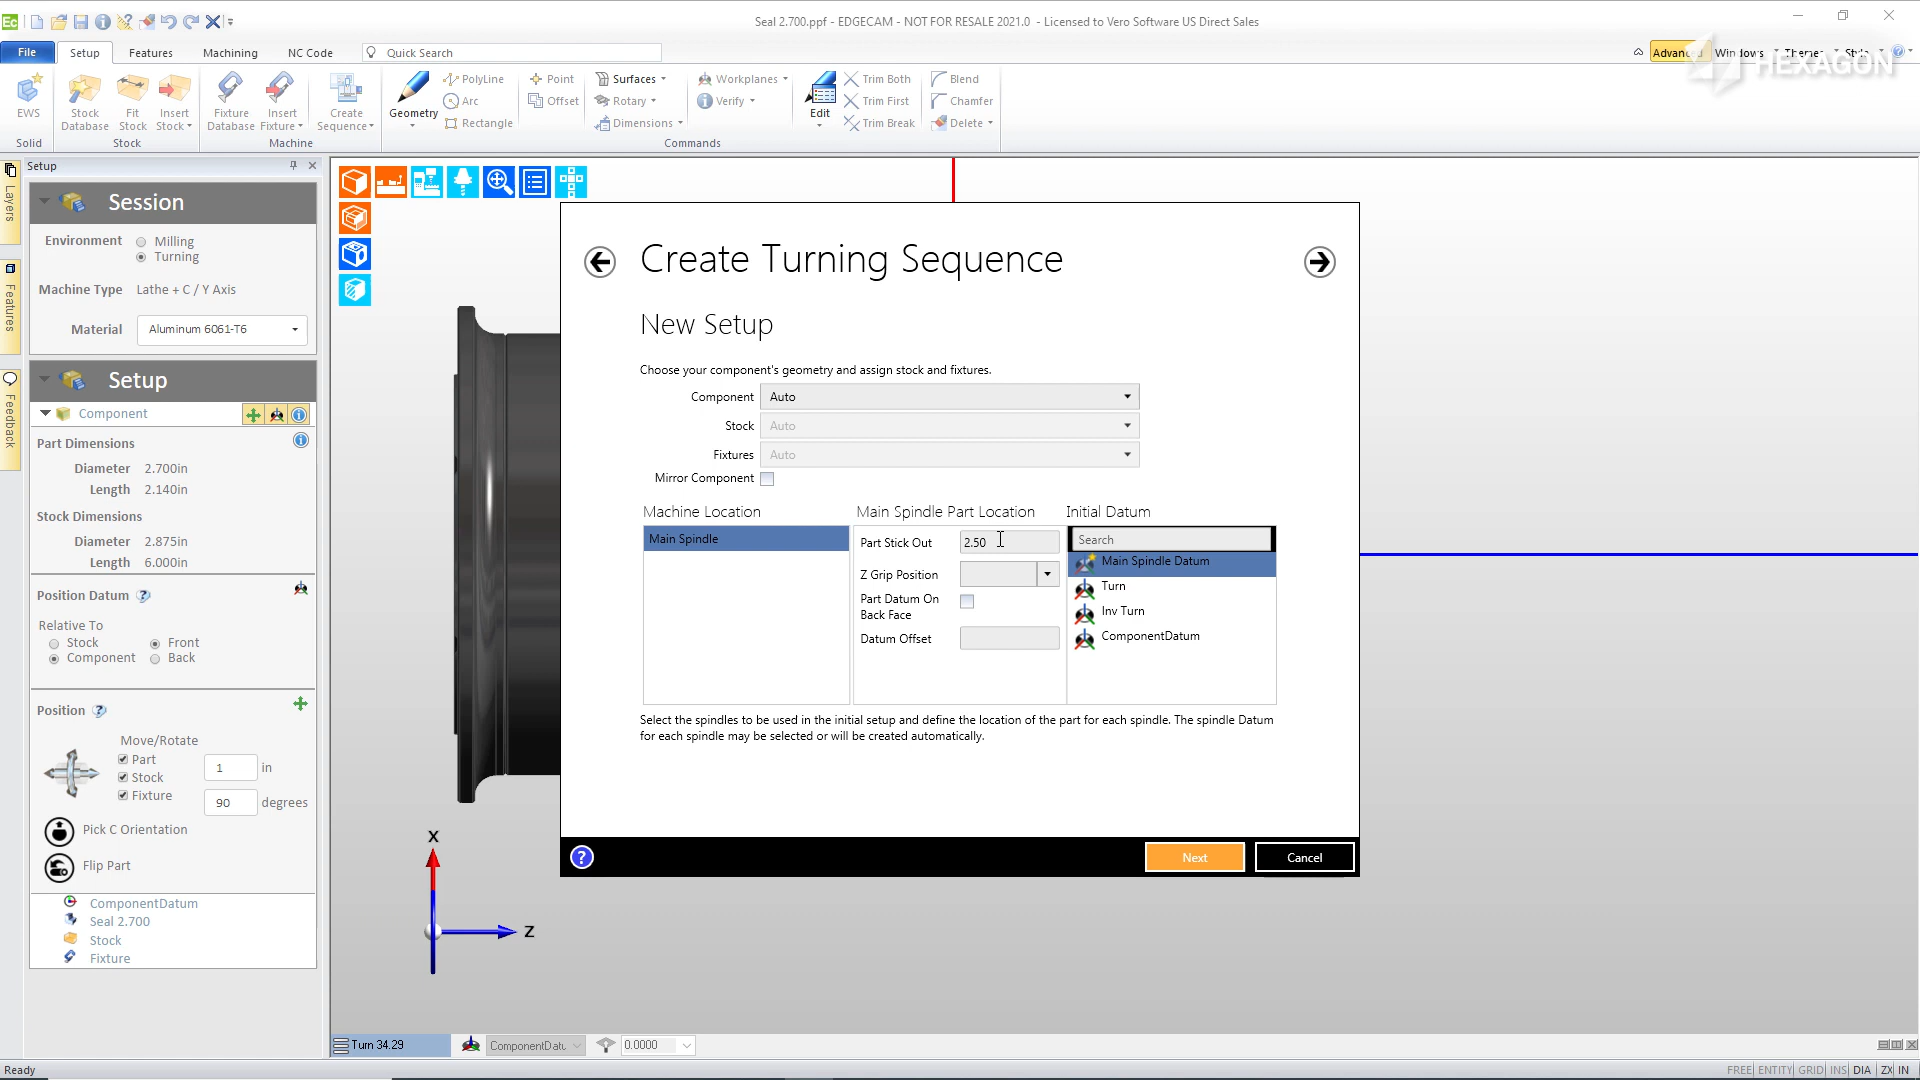 Ec
Seal 2.700.ppf - EDGECAM - NOT FOR RESALE 2021.0 - Licensed to Vero Software US Direct Sales
File Setup Features Machining NC Code Quick Search
Advanced Windows Themes Style
HEXAGON
EWS
Stock Database
Fit Stock
Insert Stock
Fixture Database
Insert Fixture
Create Sequence
Geometry
PolyLine
Arc
Rectangle
Point
Offset
Surfaces
Rotary
Dimensions
Workplanes
Verify
Edit
Trim Both
Trim First
Trim Break
Blend
Chamfer
Delete
Solid Stock Machine Commands
Setup
Layers
Features
Feedback
Session
Environment Milling
Turning
Machine Type Lathe + C / Y Axis
Material Aluminum 6061-T6
Setup
Component
Part Dimensions
Diameter 2.700in
Length 2.140in
Stock Dimensions
Diameter 2.875in
Length 6.000in
Position Datum
Relative To
Stock Front
Component Back
Position
Move/Rotate
Part 1 in
Stock
Fixture 90 degrees
Pick C Orientation
Flip Part
ComponentDatum
Seal 2.700
Stock
Fixture
X
Z
Create Turning Sequence
New Setup
Choose your component's geometry and assign stock and fixtures.
Component Auto
Stock Auto
Fixtures Auto
Mirror Component
Machine Location Main Spindle Part Location Initial Datum
Main Spindle
Part Stick Out 2.50
Z Grip Position
Part Datum On
Back Face
Datum Offset
Search
Main Spindle Datum
Turn
Inv Turn
ComponentDatum
Select the spindles to be used in the initial setup and define the location of the part for each spindle. The spindle Datum
for each spindle may be selected or will be created automatically.
? Next Cancel
Turn 34.29 ComponentDatu 0.0000
Ready FREE ENTITY GRID INS DIA ZX IN